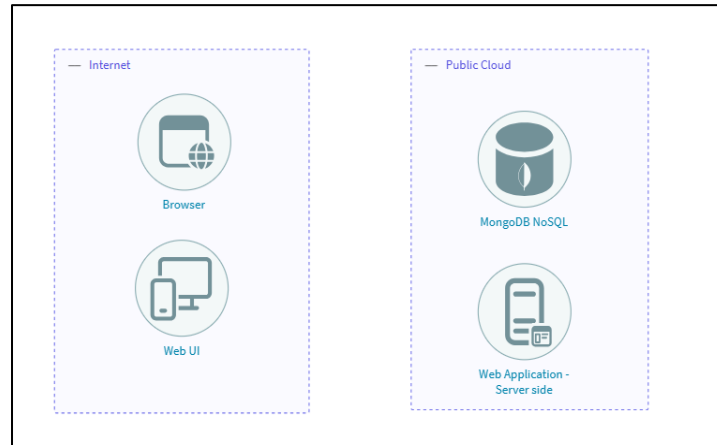 Internet
Browser
Web UI
Public Cloud
MongoDB NoSQL
Web Application -
Server side